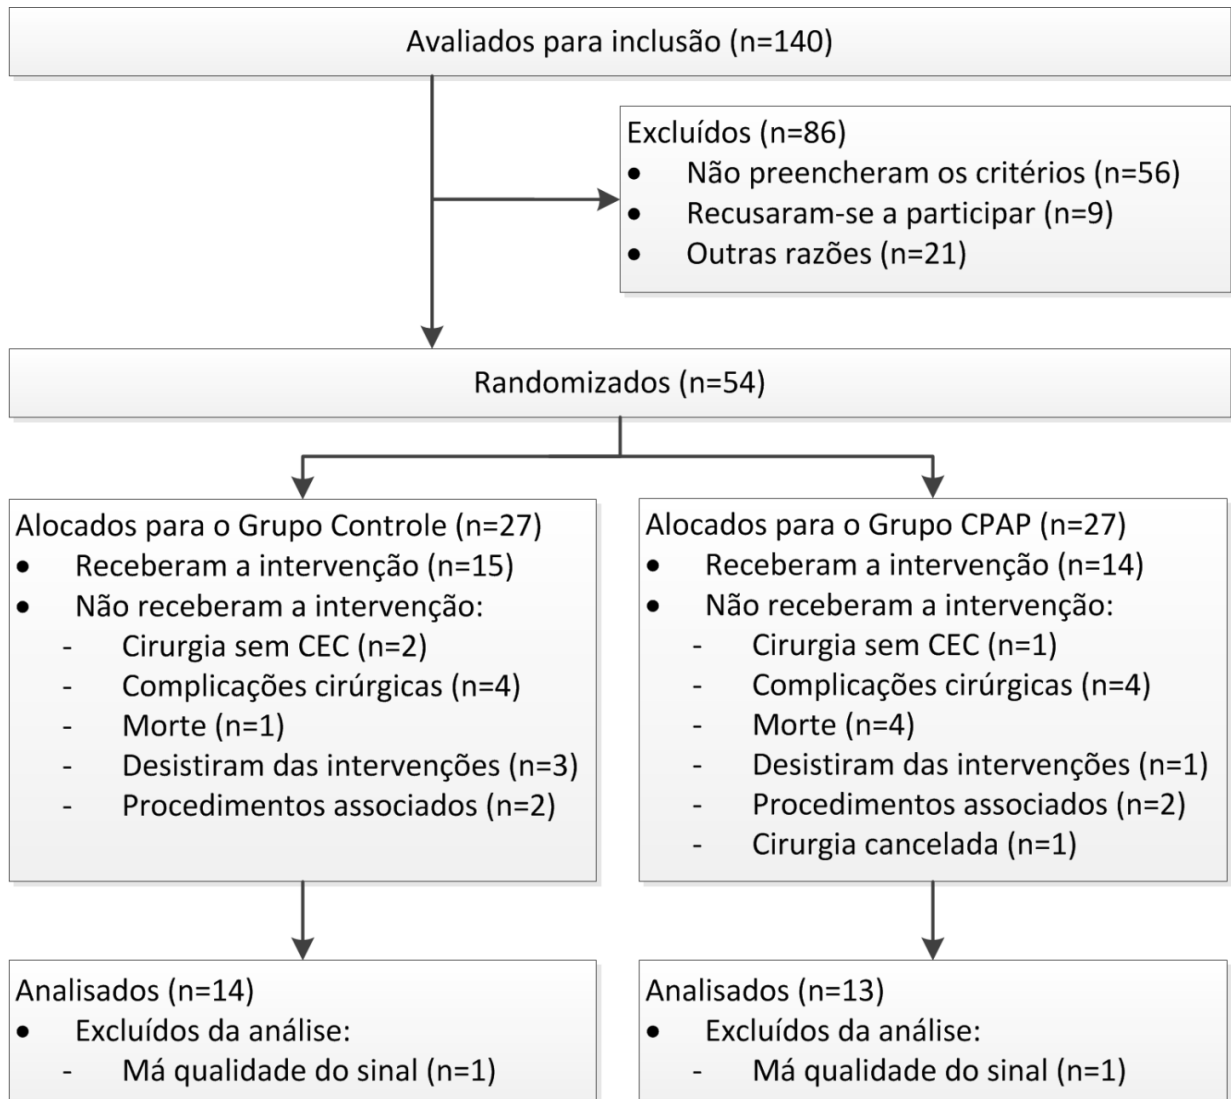 Avaliados para inclusão (n=140)
Excluídos (n=86)
• Não preencheram os critérios (n=56)
• Recusaram-se a participar (n=9)
• Outras razões (n=21)
Randomizados (n=54)
Alocados para o Grupo Controle (n=27)
• Receberam a intervenção (n=15)
• Não receberam a intervenção:
- Cirurgia sem CEC (n=2)
- Complicações cirúrgicas (n=4)
- Morte (n=1)
- Desistiram das intervenções (n=3)
- Procedimentos associados (n=2)
Alocados para o Grupo CPAP (n=27)
• Receberam a intervenção (n=14)
• Não receberam a intervenção:
- Cirurgia sem CEC (n=1)
- Complicações cirúrgicas (n=4)
- Morte (n=4)
- Desistiram das intervenções (n=1)
- Procedimentos associados (n=2)
- Cirurgia cancelada (n=1)
Analisados (n=14)
• Excluídos da análise:
- Má qualidade do sinal (n=1)
Analisados (n=13)
• Excluídos da análise:
- Má qualidade do sinal (n=1)